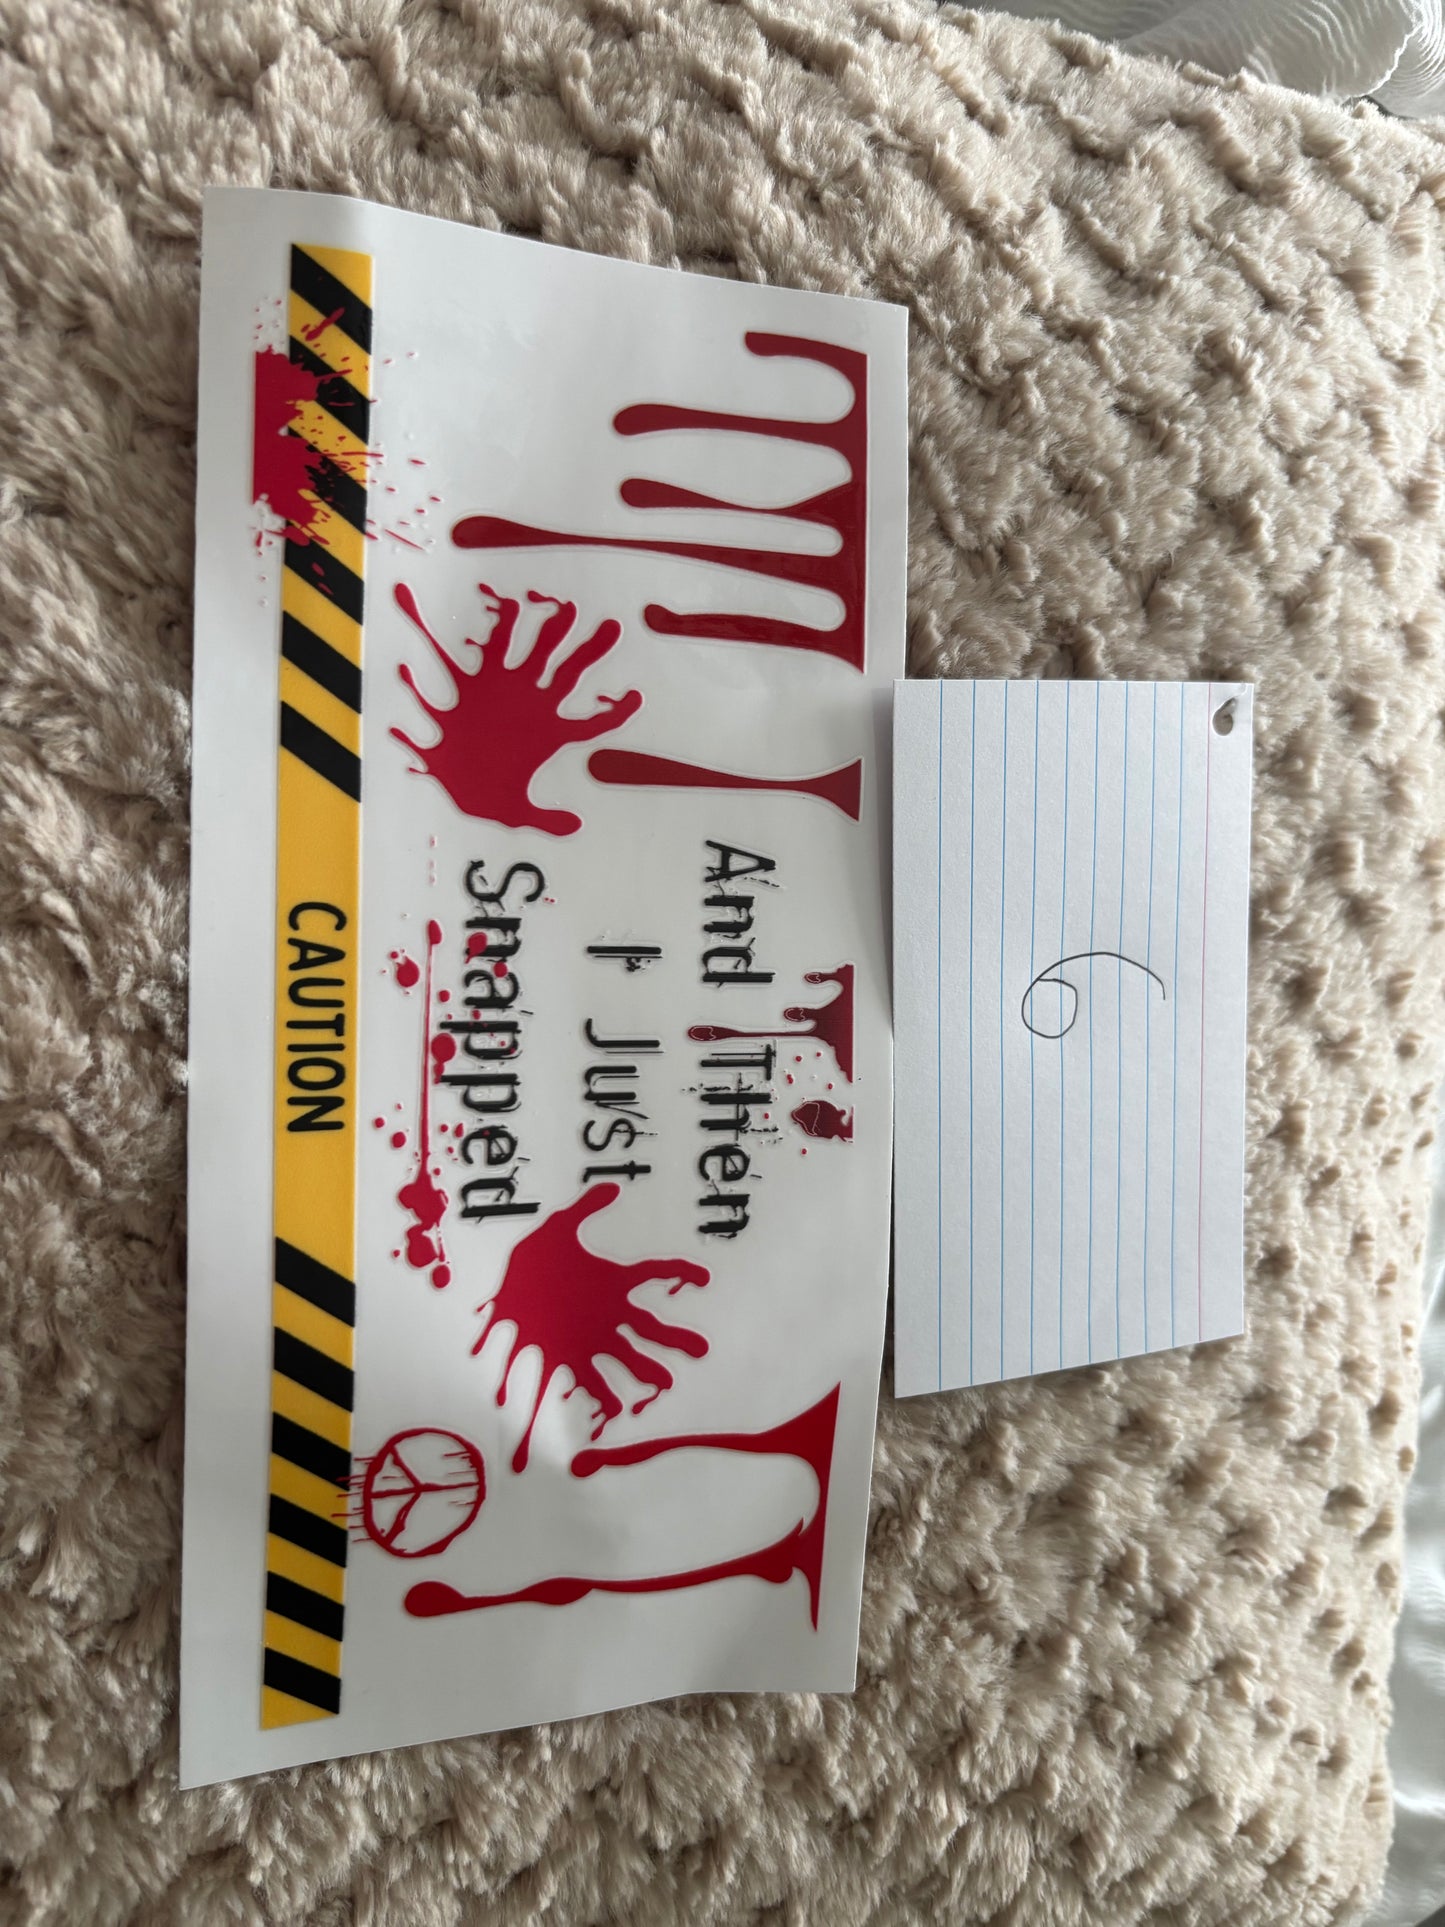 6
And Then
I Just
Snapped
CAUTION